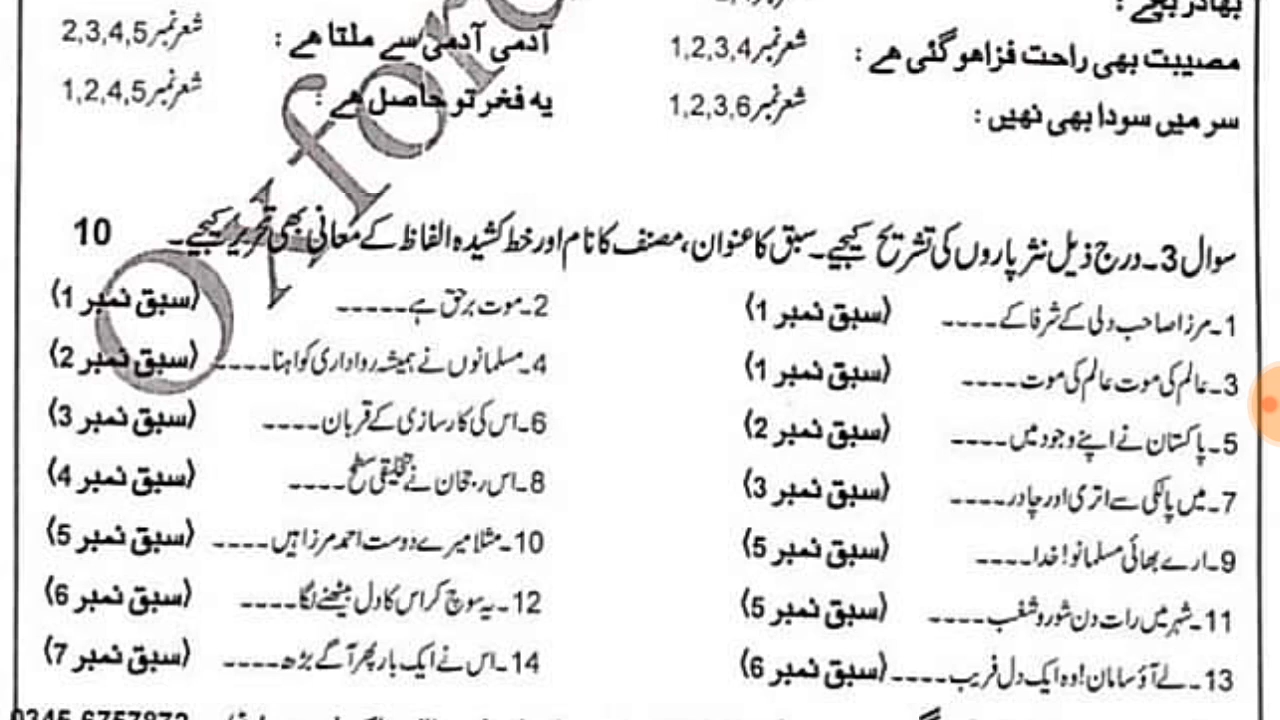 بھادر بچے :
مصیبت بھی راحت فزا ھو گئی ھے : شعر نمبر 1,2,3,4 آدمی آدمی سے ملتا ھے : شعر نمبر 2,3,4,5
سر میں سودا بھی نھیں : شعر نمبر 1,2,3,6 یہ فخر تو حاصل ھے : شعر نمبر 1,2,4,5
سوال 3۔ درج ذیل نثر پاروں کی تشریح کیجیے۔ سبق کا عنوان، مصنف کا نام اور خط کشیدہ الفاظ کے معانی بھی تحریر کیجیے۔ 10
1۔ مرزا صاحب دلی کے شرفا کے ---- (سبق نمبر 1) 2۔ موت برحق ہے ----- (سبق نمبر 1)
3۔ عالم کی موت عالم کی موت ---- (سبق نمبر 1) 4۔ مسلمانوں نے ہمیشہ رواداری کو اپنا ---- (سبق نمبر 2)
5۔ پاکستان نے اپنے وجود میں ---- (سبق نمبر 2) 6۔ اس کی کارسازی کے قربان ---- (سبق نمبر 3)
7۔ میں پالکی سے اتری اور چادر ---- (سبق نمبر 3) 8۔ اس رجحان نے تخلیقی سطح ---- (سبق نمبر 4)
9۔ ارے بھائی مسلمانو! خدا ---- (سبق نمبر 5) 10۔ مثلا میرے دوست احمد مرزا ہیں ---- (سبق نمبر 5)
11۔ شہر میں رات دن شور و شغب ---- (سبق نمبر 5) 12۔ یہ سوچ کر اس کا دل بیٹھنے لگا ---- (سبق نمبر 6)
13۔ لے آؤ سامان! وہ ایک دل فریب ---- (سبق نمبر 6) 14۔ اس نے ایک بار پھر آگے بڑھ ---- (سبق نمبر 7)
0345-6757872